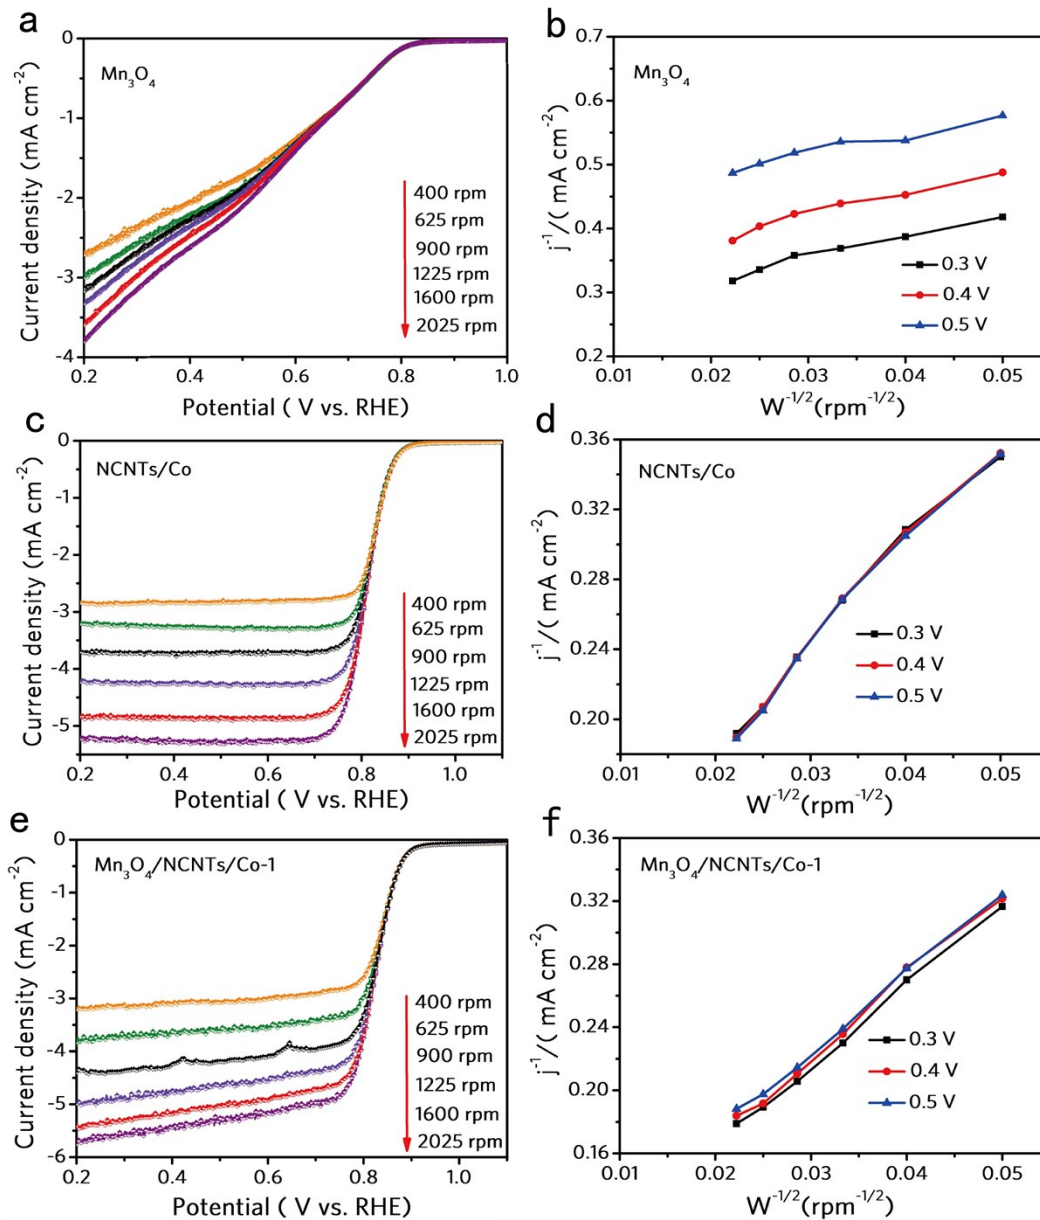 a
Mn₃O₄
Current density (mA cm⁻²)
0
-1
-2
-3
-4
400 rpm
625 rpm
900 rpm
1225 rpm
1600 rpm
2025 rpm
0.2 0.4 0.6 0.8 1.0
Potential ( V vs. RHE)
b
Mn₃O₄
j⁻¹/( mA cm⁻²)
0.7
0.6
0.5
0.4
0.3
0.2
0.3 V
0.4 V
0.5 V
0.01 0.02 0.03 0.04 0.05
W⁻¹/²(rpm⁻¹/²)
c
NCNTs/Co
Current density (mA cm⁻²)
0
-1
-2
-3
-4
-5
400 rpm
625 rpm
900 rpm
1225 rpm
1600 rpm
2025 rpm
0.2 0.4 0.6 0.8 1.0
Potential ( V vs. RHE)
d
NCNTs/Co
j⁻¹/( mA cm⁻²)
0.36
0.32
0.28
0.24
0.20
0.3 V
0.4 V
0.5 V
0.01 0.02 0.03 0.04 0.05
W⁻¹/²(rpm⁻¹/²)
e
Mn₃O₄/NCNTs/Co-1
Current density (mA cm⁻²)
0
-1
-2
-3
-4
-5
-6
400 rpm
625 rpm
900 rpm
1225 rpm
1600 rpm
2025 rpm
0.2 0.4 0.6 0.8 1.0
Potential ( V vs. RHE)
f
Mn₃O₄/NCNTs/Co-1
j⁻¹/( mA cm⁻²)
0.36
0.32
0.28
0.24
0.20
0.16
0.3 V
0.4 V
0.5 V
0.01 0.02 0.03 0.04 0.05
W⁻¹/²(rpm⁻¹/²)